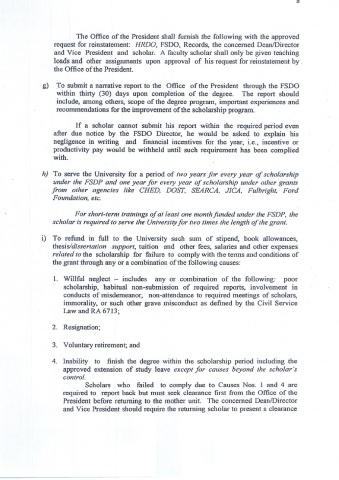 The Office of the President shall furnish the following with the approved
request for reinstatement: HRDO, FSDO, Records, the concerned Dean/Director
and Vice President and scholar. A faculty scholar shall only be given teaching
loads and other assignments upon approval of his request for reinstatement by
the Office of the President.
g) To submit a narrative report to the Office of President through the FSDO
within thirty (30) days upon completion of the degree. The report should
include, among others, scope of the degree program, important experiences and
recommendations for the improvement of the scholarship program.
If a scholar cannot submit his report within the required period even
after due notice by the FSDO Director, he would be asked to explain his
negligence in writing and financial incentives for the year, i.e., incentive or
productivity pay would be withheld until such requirement has been complied
with.
h) To serve the University for a period of two years for every year of scholarship
under the FSDP and one year for every year of scholarship under other grants
from other agencies like CHED, DOST, SEARCA, JICA, Fulbright, Ford
Foundation, etc.
For short-term trainings of at least one month funded under the FSDP, the
scholar is required to serve the University for two times the length of the grant.
i) To refund in full to the University such sum of stipend, book allowances,
thesis/dissertation support, tuition and other fees, salaries and other expenses
related to the scholarship for failure to comply with the terms and conditions of
the grant through any or a combination of the following causes:
1. Willful neglect – includes any or combination of the following: poor
scholarship, habitual non-submission of required reports, involvement in
conducts of misdemeanor, non-attendance to required meetings of scholars,
immorality, or such other grave misconduct as defined by the Civil Service
Law and RA 6713;
2. Resignation;
3. Voluntary retirement; and
4. Inability to finish the degree within the scholarship period including the
approved extension of study leave except for causes beyond the scholar's
control.
Scholars who failed to comply due to Causes Nos. 1 and 4 are
required to report back but must seek clearance first from the Office of the
President before returning to the mother unit. The concerned Dean/Director
and Vice President should require the returning scholar to present a clearance